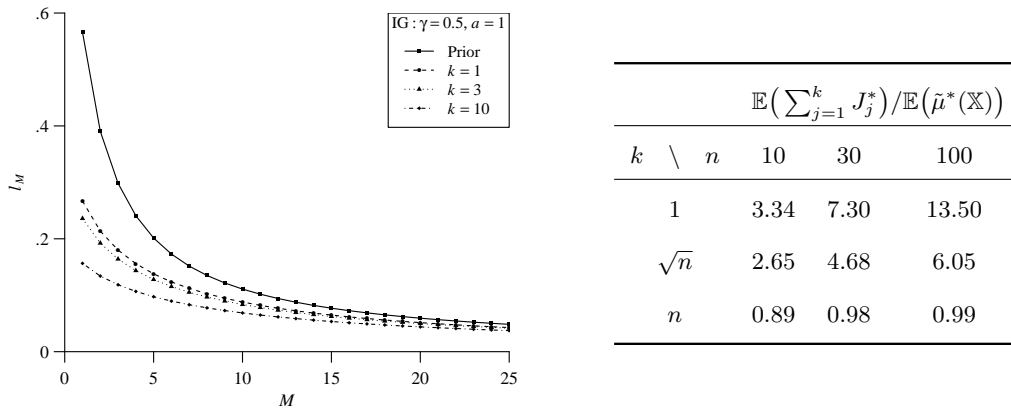 .6
.4
.2
0
l_M
0 5 10 15 20 25
M
IG : γ = 0.5, a = 1
Prior
k = 1
k = 3
k = 10
𝔼(∑_{j=1}^{k} J_j^*)/𝔼(μ̃^*(𝕏))
k \ n 10 30 100
1 3.34 7.30 13.50
√n 2.65 4.68 6.05
n 0.89 0.98 0.99